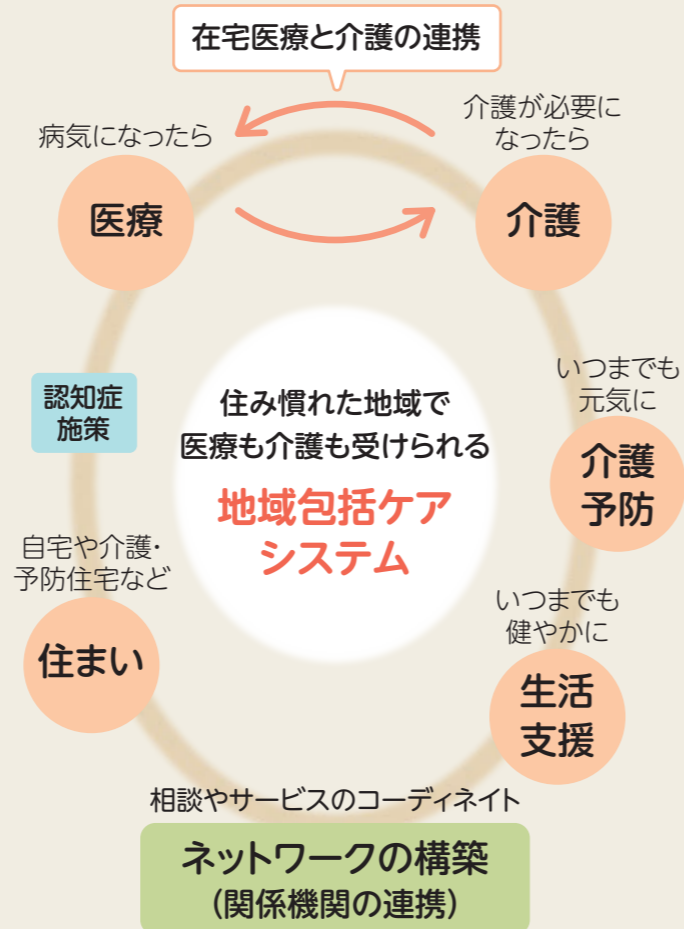 在宅医療と介護の連携
病気になったら
医療
介護が必要に
なったら
介護
認知症
施策
住み慣れた地域で
医療も介護も受けられる
地域包括ケア
システム
いつまでも
元気に
介護
予防
自宅や介護・
予防住宅など
住まい
いつまでも
健やかに
生活
支援
相談やサービスのコーディネイト
ネットワークの構築
(関係機関の連携)